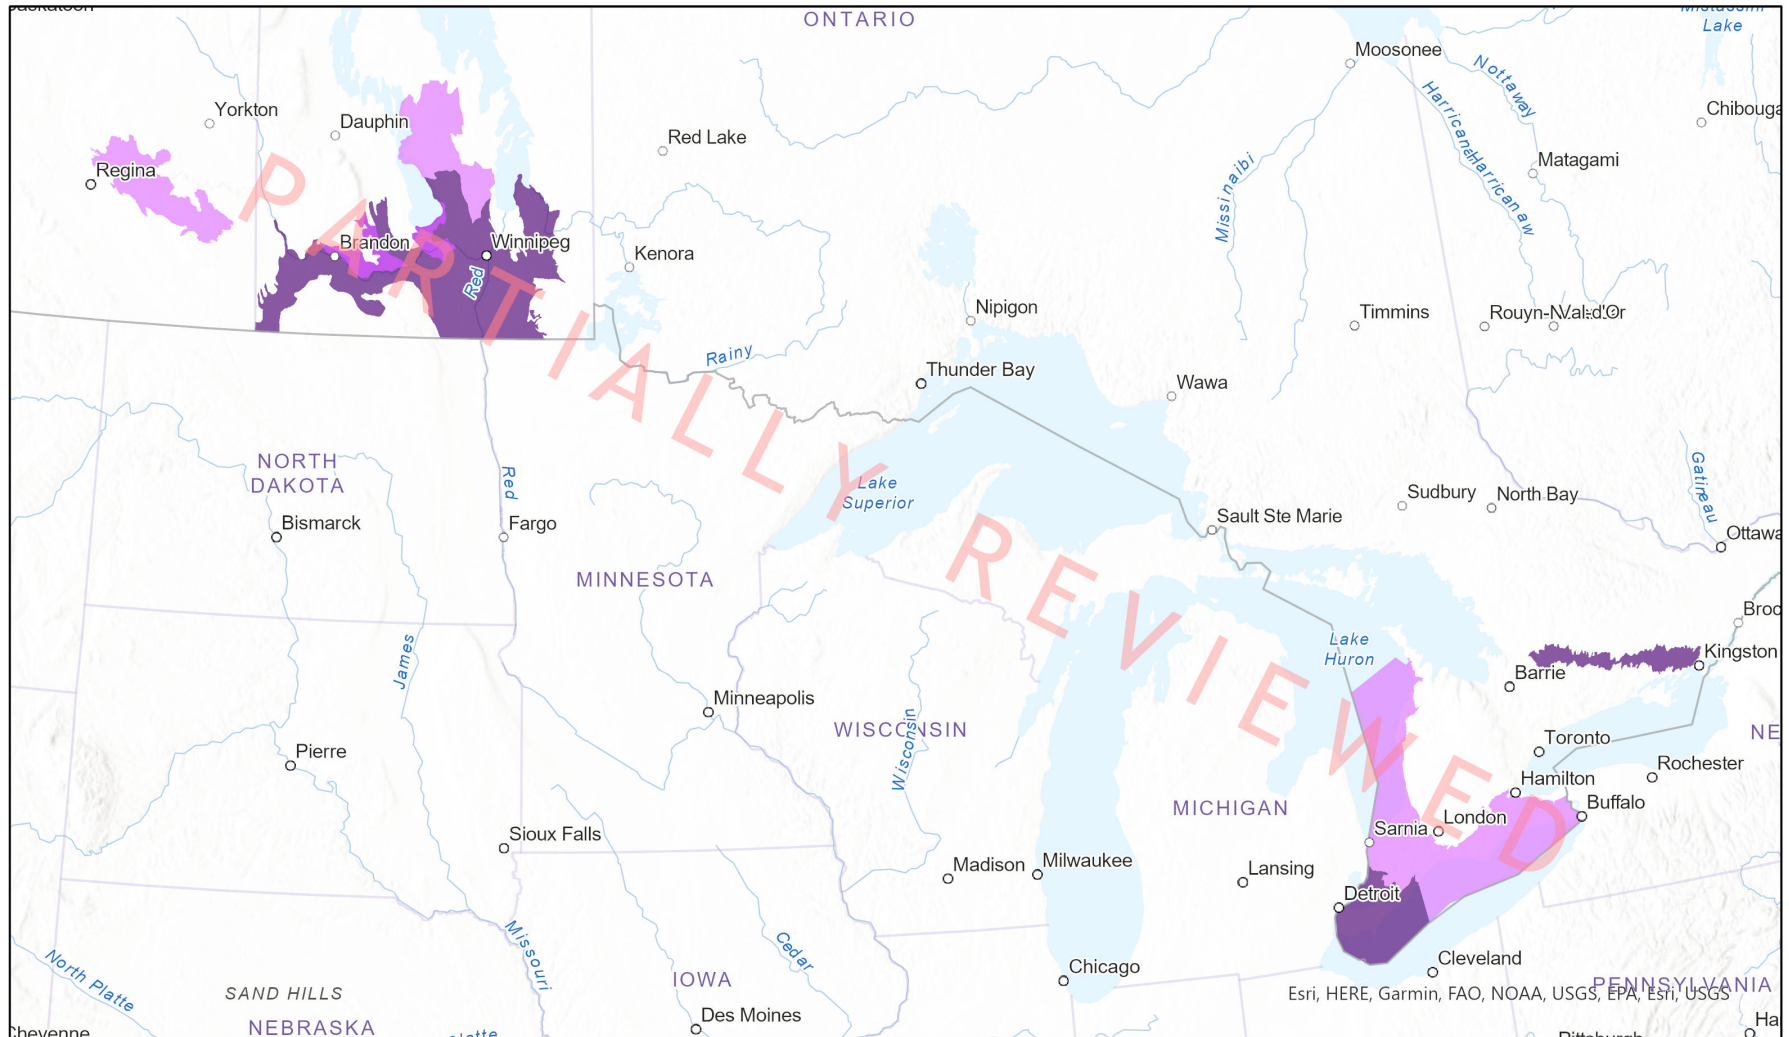 ONTARIO
Lake
Moosonee
Nottaway
Harricana
Harricanaw
Chibouga
Yorkton
Dauphin
Red Lake
Matagami
Missinaibi
Regina
Brandon
Winnipeg
Red
Kenora
Nipigon
Timmins
Rouyn-N
Val-d'Or
Rainy
Thunder Bay
Wawa
NORTH
DAKOTA
Red
Lake
Superior
Gatineau
Sudbury
North Bay
Bismarck
Fargo
Sault Ste Marie
Ottawa
MINNESOTA
Broc
James
Lake
Huron
Kingston
Barrie
Minneapolis
WISCONSIN
Wisconsin
NE
Toronto
Pierre
Rochester
Hamilton
Buffalo
MICHIGAN
London
Sarnia
Sioux Falls
Madison
Milwaukee
Lansing
Detroit
Missouri
Cedar
Cleveland
Chicago
North Platte
SAND HILLS
IOWA
PENNSYLVANIA
Esri, HERE, Garmin, FAO, NOAA, USGS, EPA, Esri, USGS
Des Moines
NEBRASKA
Ha
PARTIALLY REVIEWED